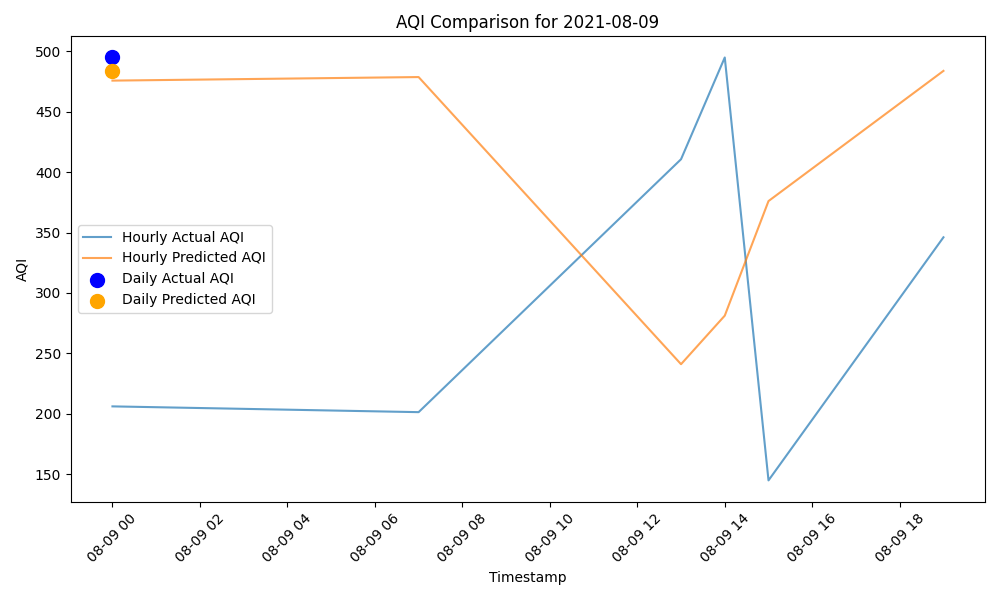 AQI Comparison for 2021-08-09
AQI
500
450
400
350
300
250
200
150
Hourly Actual AQI
Hourly Predicted AQI
Daily Actual AQI
Daily Predicted AQI
08-09 00
08-09 02
08-09 04
08-09 06
08-09 08
08-09 10
08-09 12
08-09 14
08-09 16
08-09 18
Timestamp